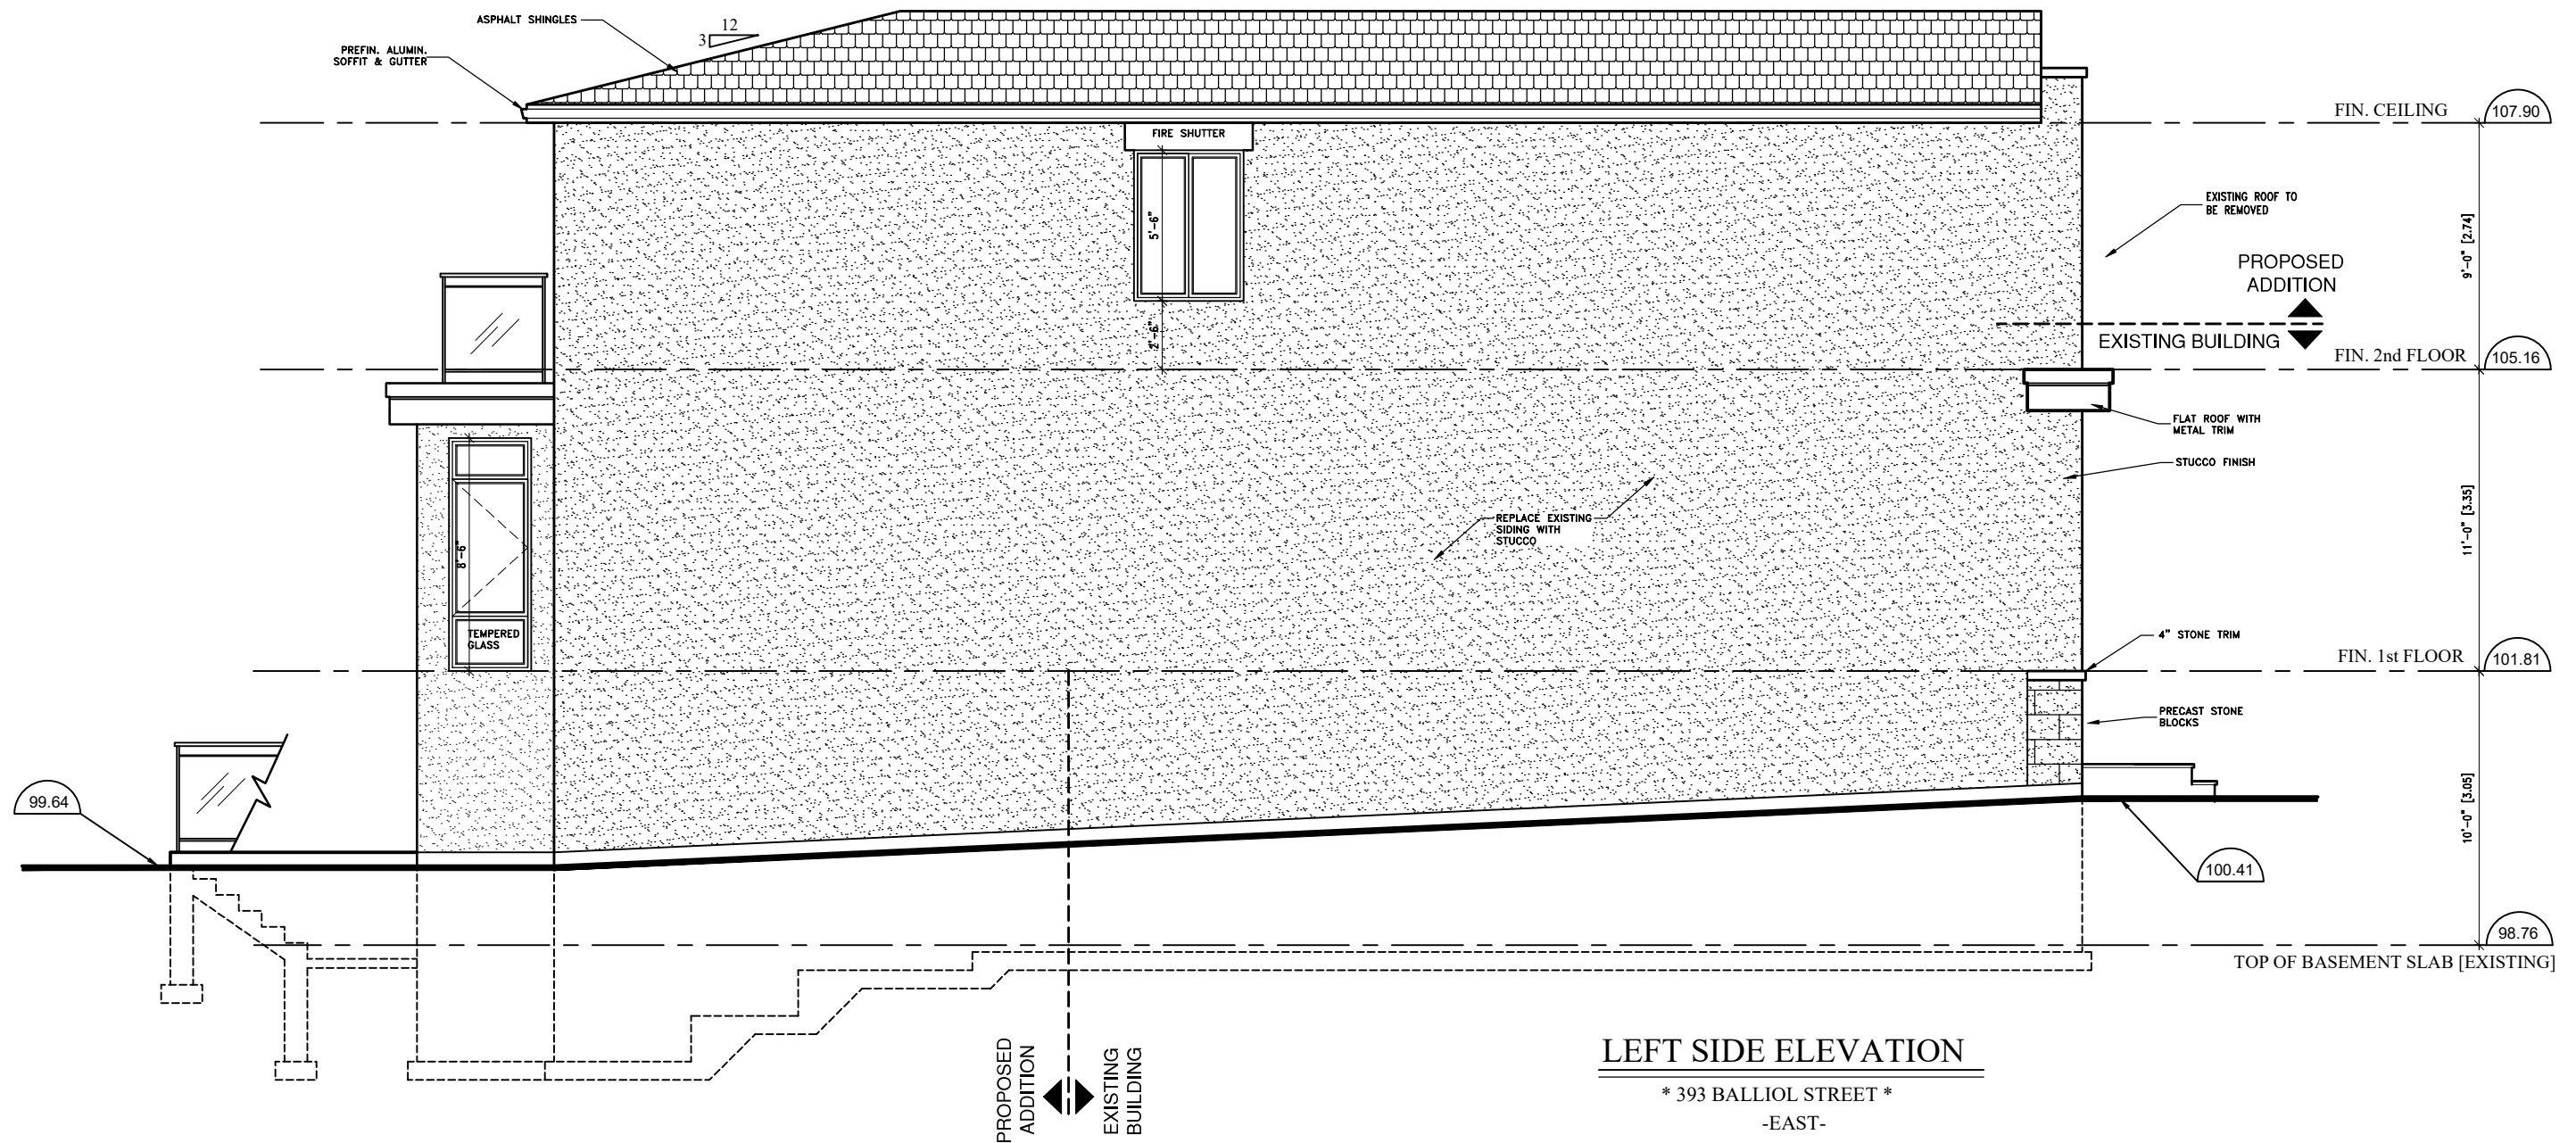 ASPHALT SHINGLES
12
3
PREFIN. ALUMIN.
SOFFIT & GUTTER
FIRE SHUTTER
FIN. CEILING
107.90
5'-6"
EXISTING ROOF TO
BE REMOVED
9'-0" [2.74]
PROPOSED
ADDITION
EXISTING BUILDING
2'-6"
FIN. 2nd FLOOR
105.16
FLAT ROOF WITH
METAL TRIM
STUCCO FINISH
8'-6"
REPLACE EXISTING
SIDING WITH
STUCCO
11'-0" [3.35]
TEMPERED
GLASS
4" STONE TRIM
FIN. 1st FLOOR
101.81
PRECAST STONE
BLOCKS
99.64
10'-0" [3.05]
100.41
98.76
TOP OF BASEMENT SLAB [EXISTING]
PROPOSED
ADDITION
EXISTING
BUILDING
LEFT SIDE ELEVATION
* 393 BALLIOL STREET *
-EAST-